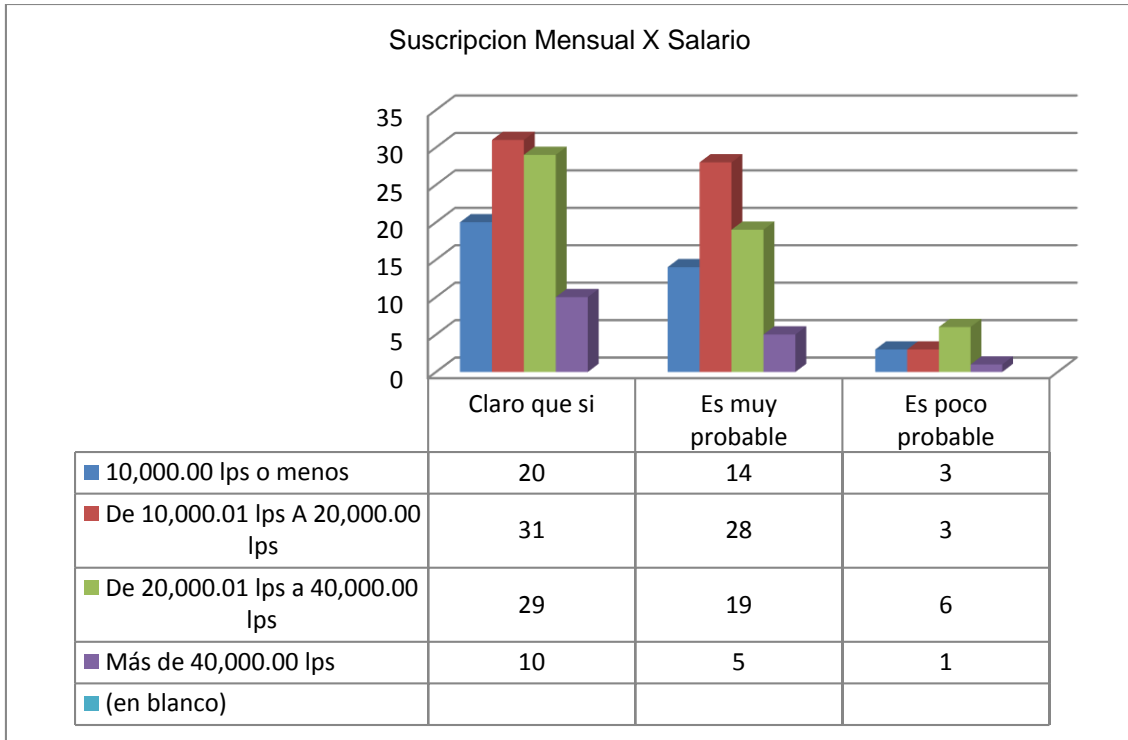 Suscripcion Mensual X Salario
35
30
25
20
15
10
5
0
Claro que si
Es muy
probable
Es poco
probable
10,000.00 lps o menos 20 14 3
De 10,000.01 lps A 20,000.00
lps 31 28 3
De 20,000.01 lps a 40,000.00
lps 29 19 6
Más de 40,000.00 lps 10 5 1
(en blanco)